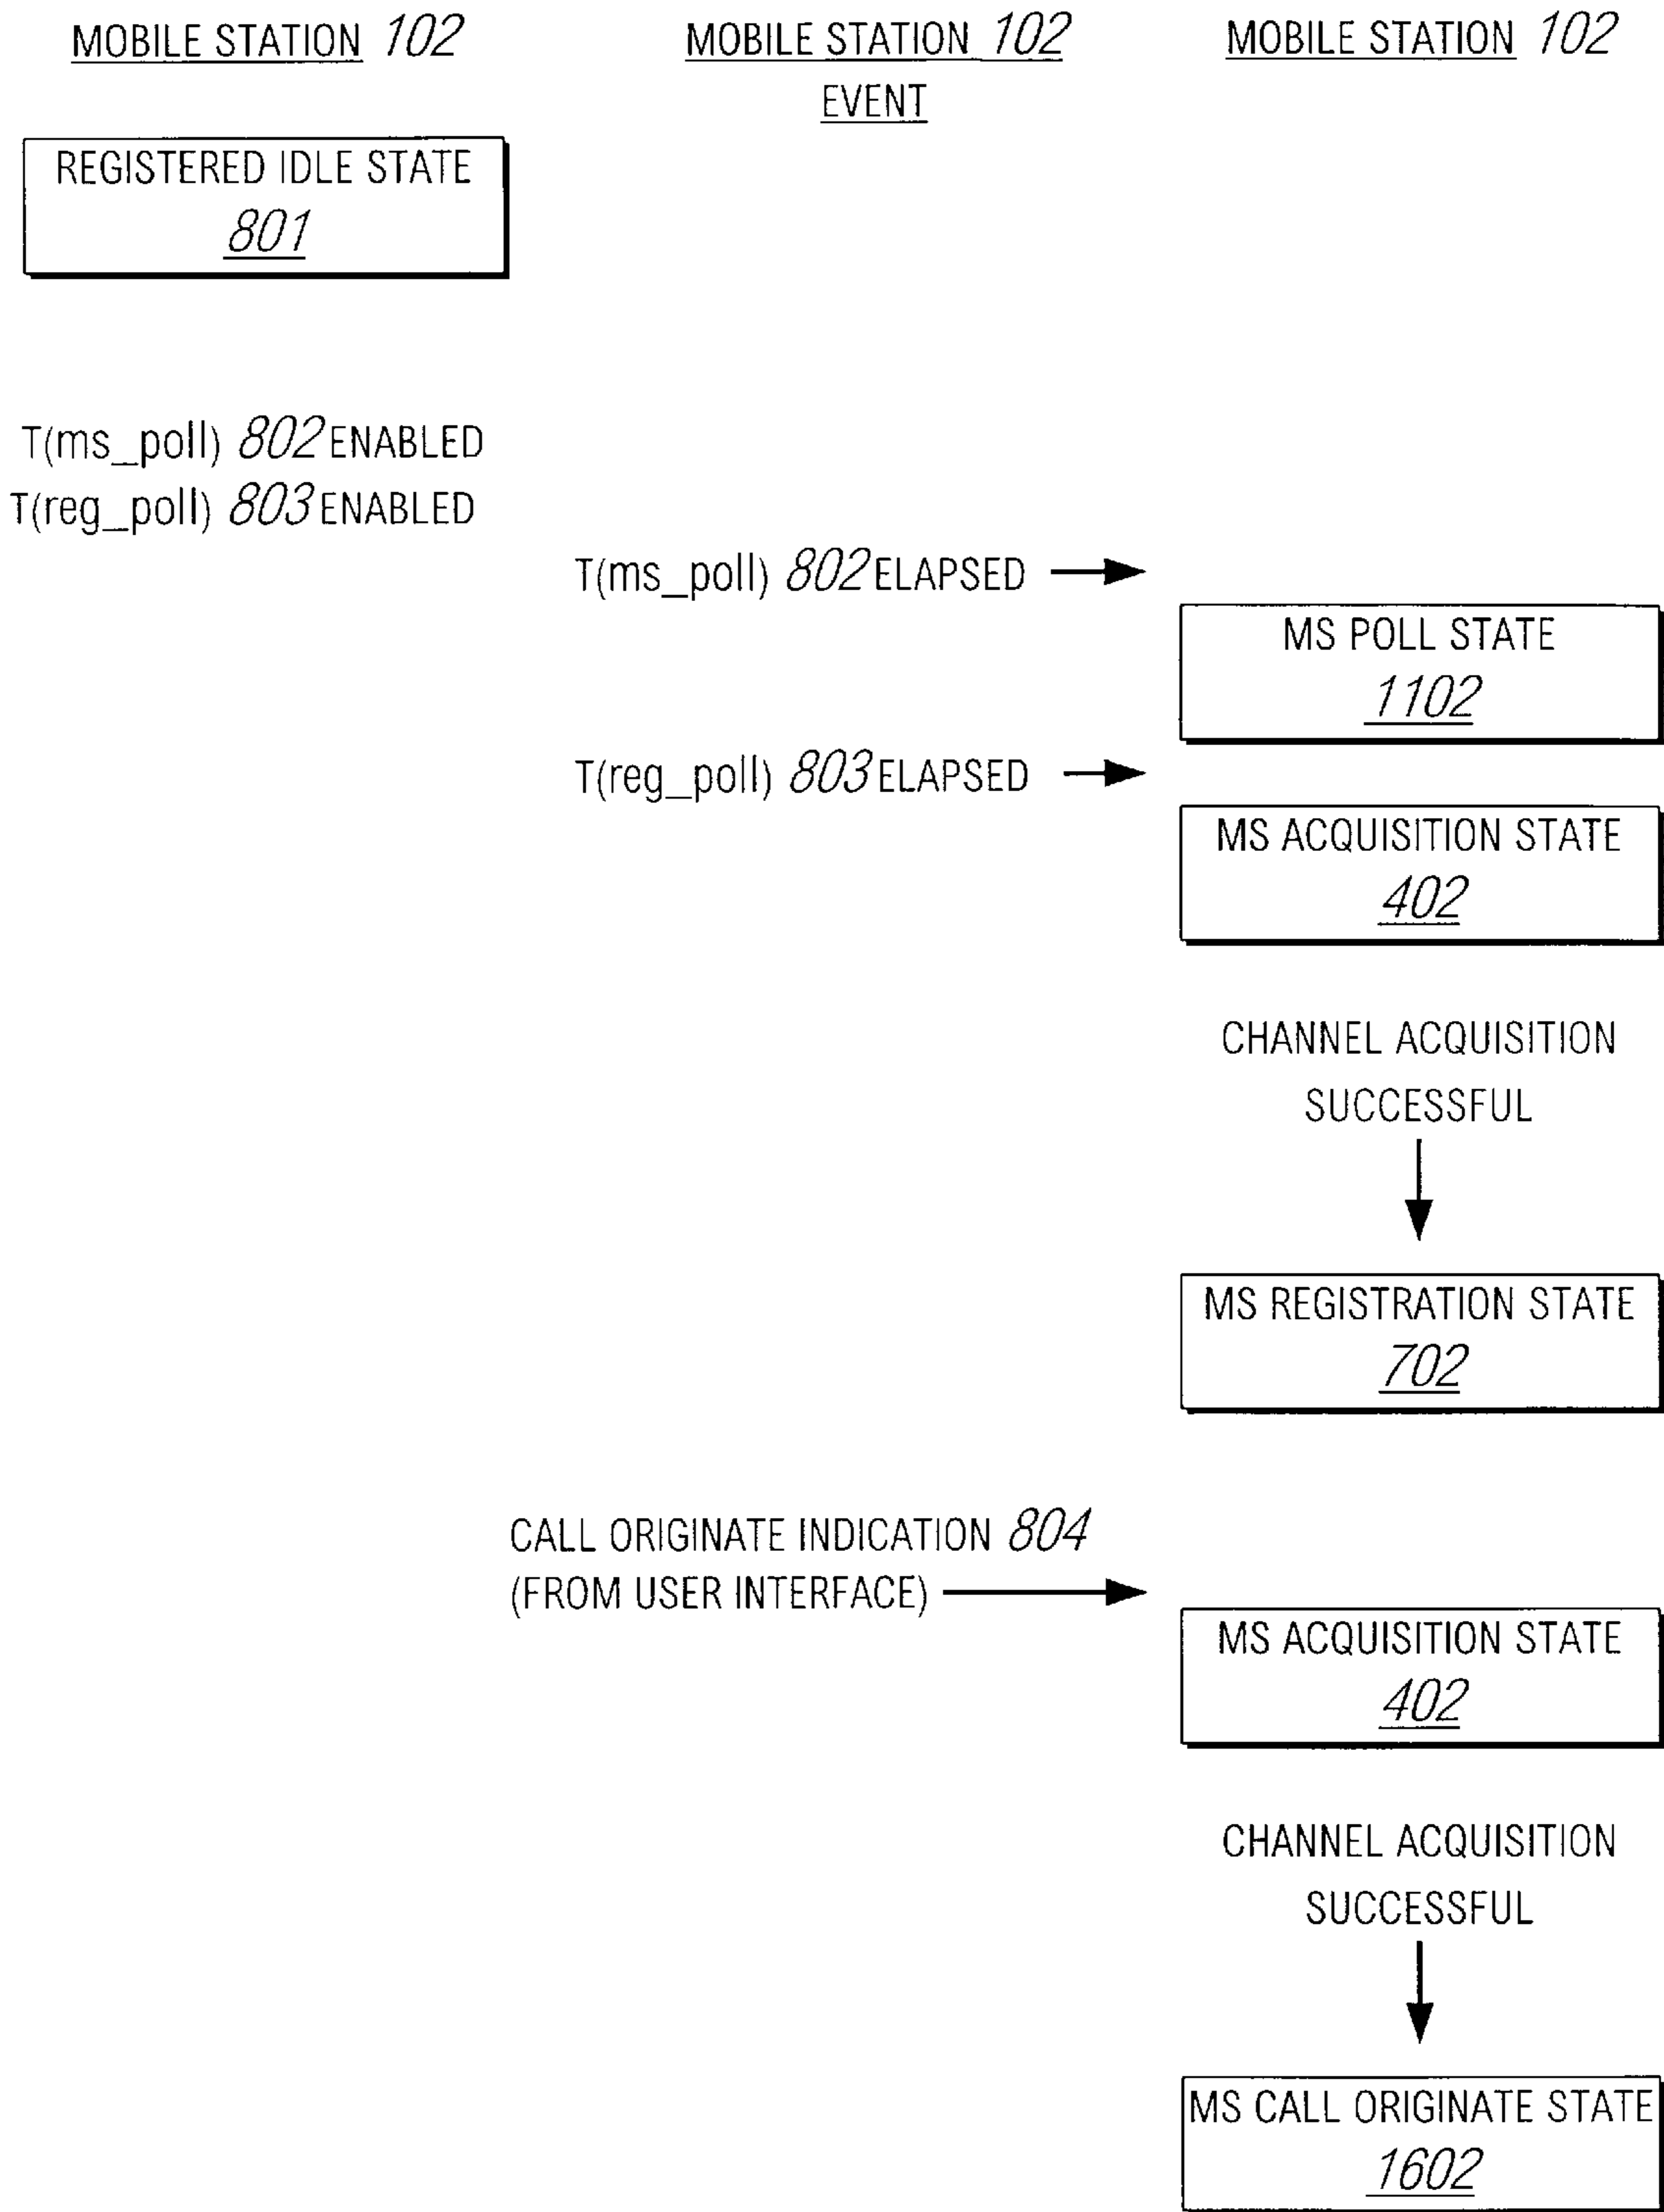 MOBILE STATION 102
MOBILE STATION 102
EVENT
MOBILE STATION 102
REGISTERED IDLE STATE
801
T(ms_poll) 802 ENABLED
T(reg_poll) 803 ENABLED
T(ms_poll) 802 ELAPSED
MS POLL STATE
1102
T(reg_poll) 803 ELAPSED
MS ACQUISITION STATE
402
CHANNEL ACQUISITION
SUCCESSFUL
MS REGISTRATION STATE
702
CALL ORIGINATE INDICATION 804
(FROM USER INTERFACE)
MS ACQUISITION STATE
402
CHANNEL ACQUISITION
SUCCESSFUL
MS CALL ORIGINATE STATE
1602